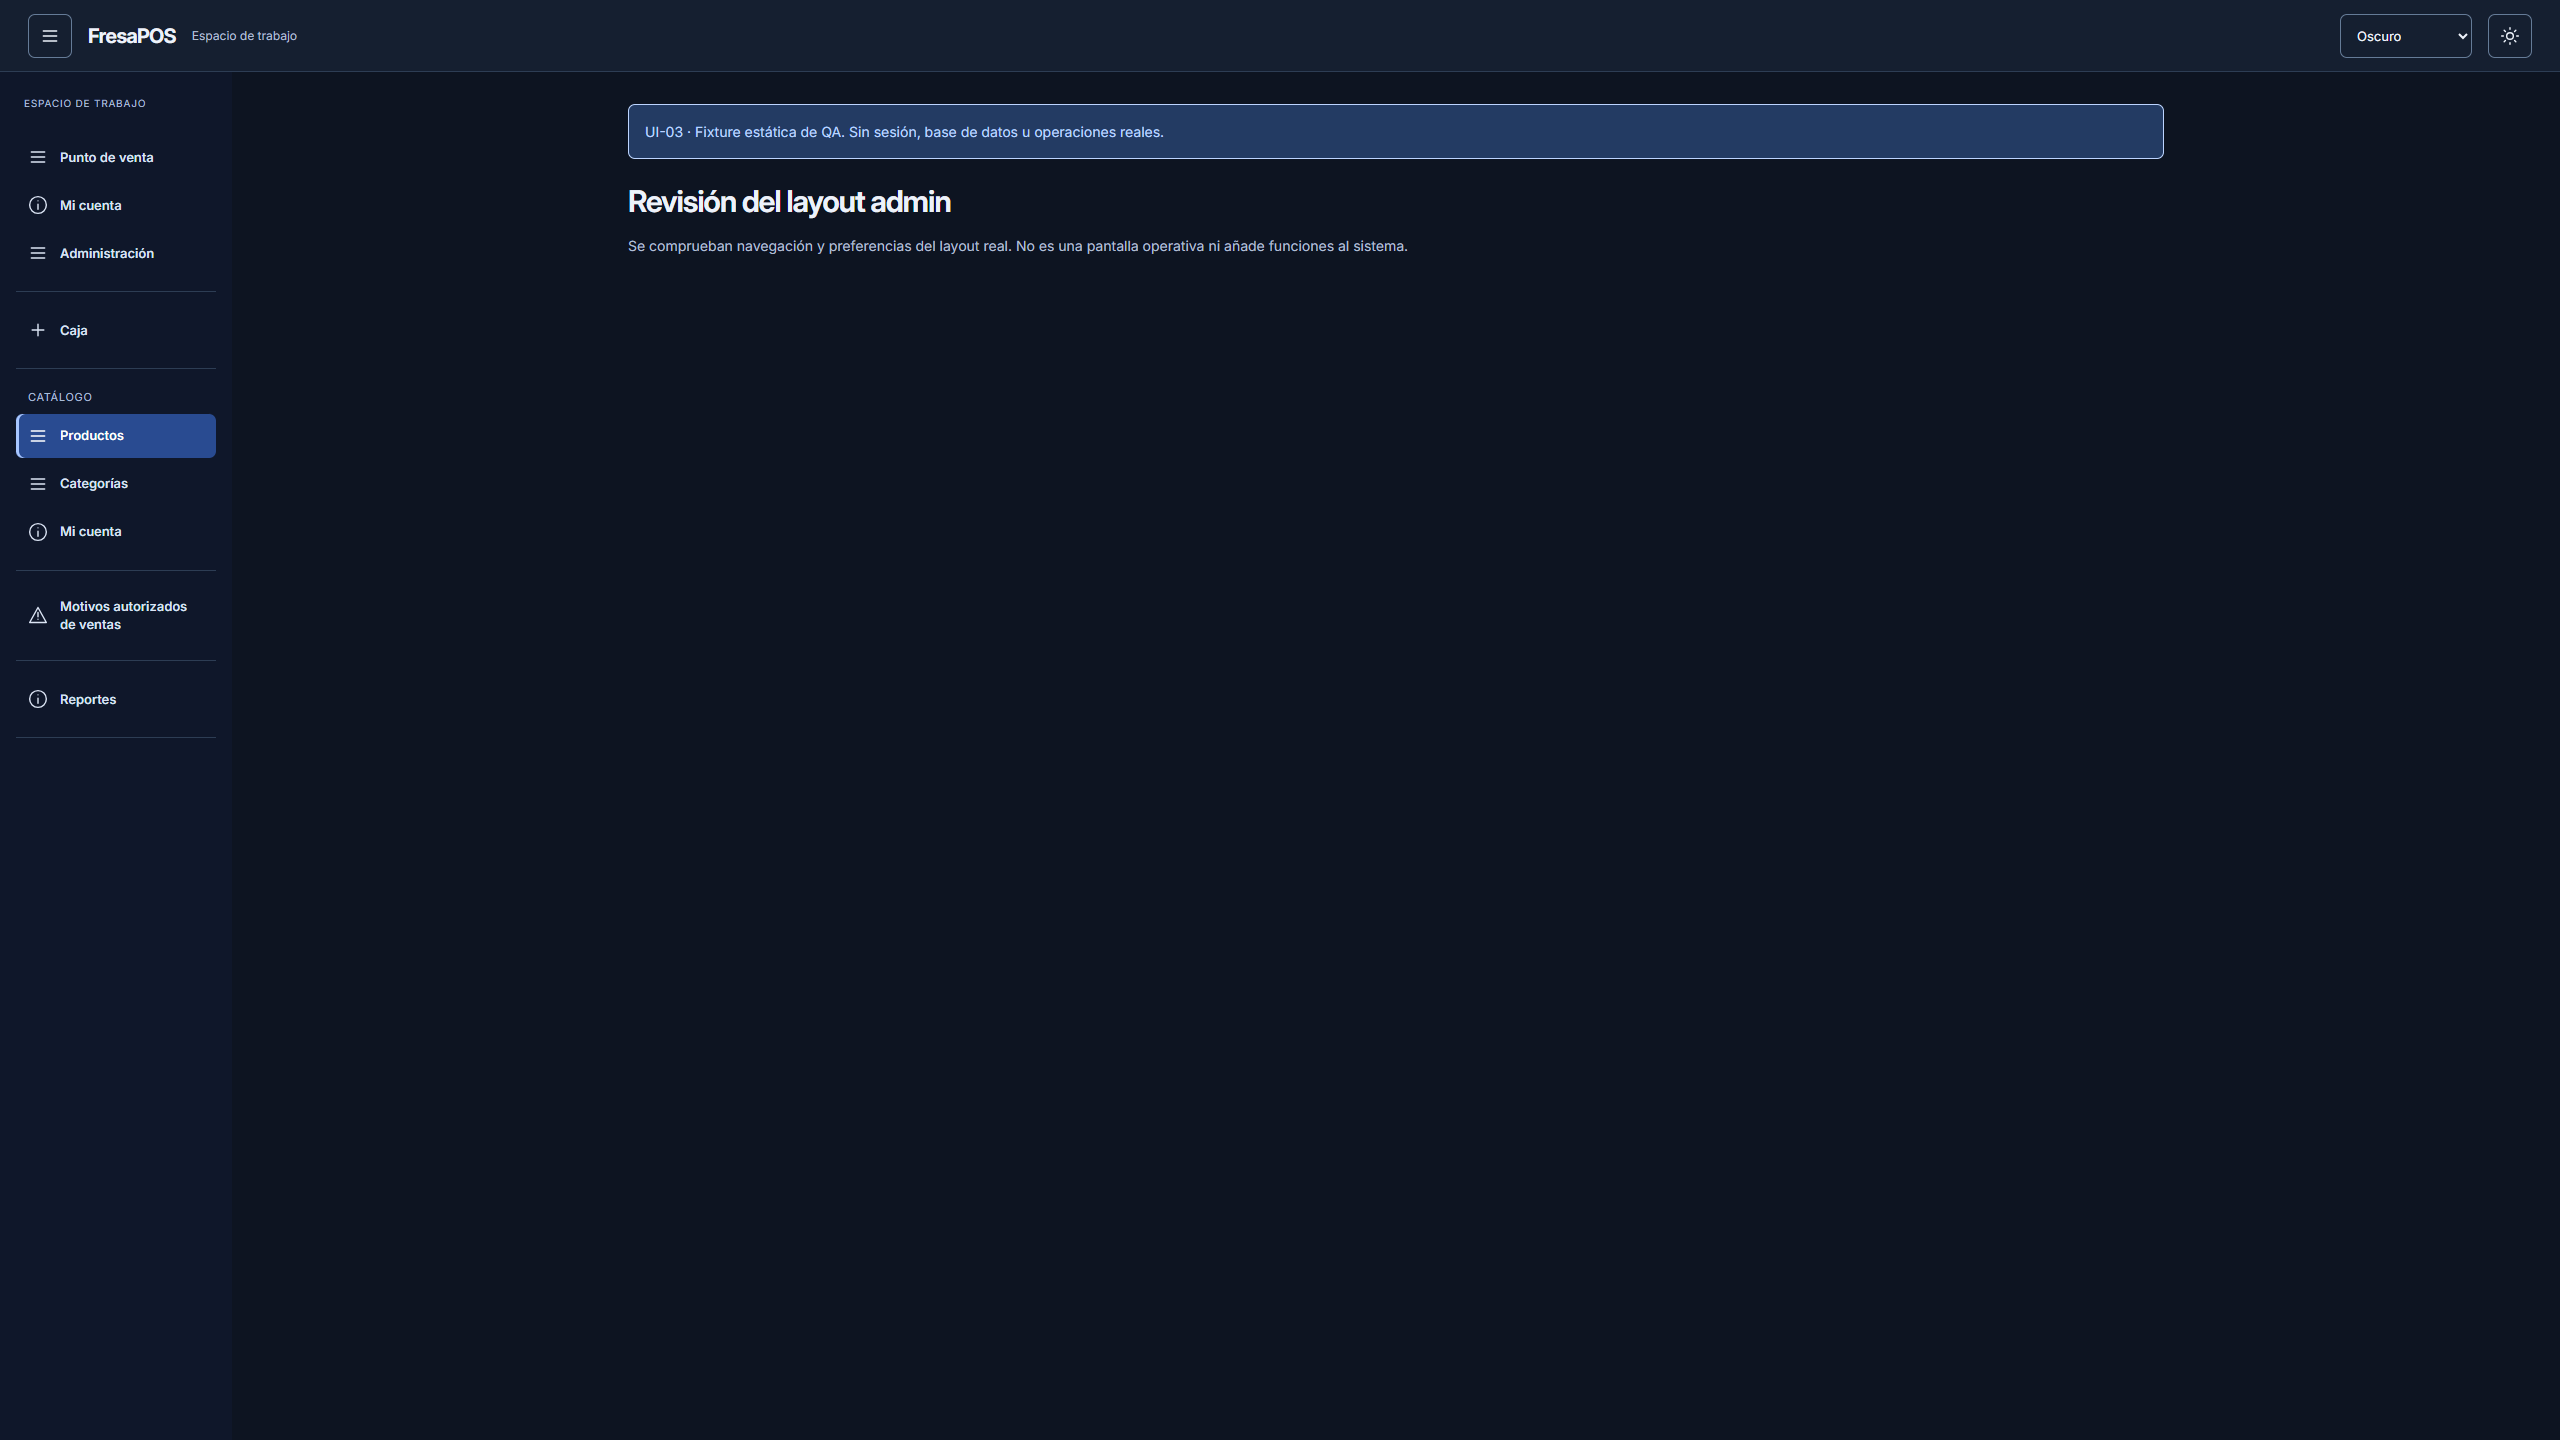 FresaPOS
Espacio de trabajo
Oscuro
ESPACIO DE TRABAJO
Punto de venta
Mi cuenta
Administración
Caja
CATÁLOGO
Productos
Categorías
Mi cuenta
Motivos autorizados
de ventas
Reportes
UI-03 · Fixture estática de QA. Sin sesión, base de datos u operaciones reales.
Revisión del layout admin
Se comprueban navegación y preferencias del layout real. No es una pantalla operativa ni añade funciones al sistema.